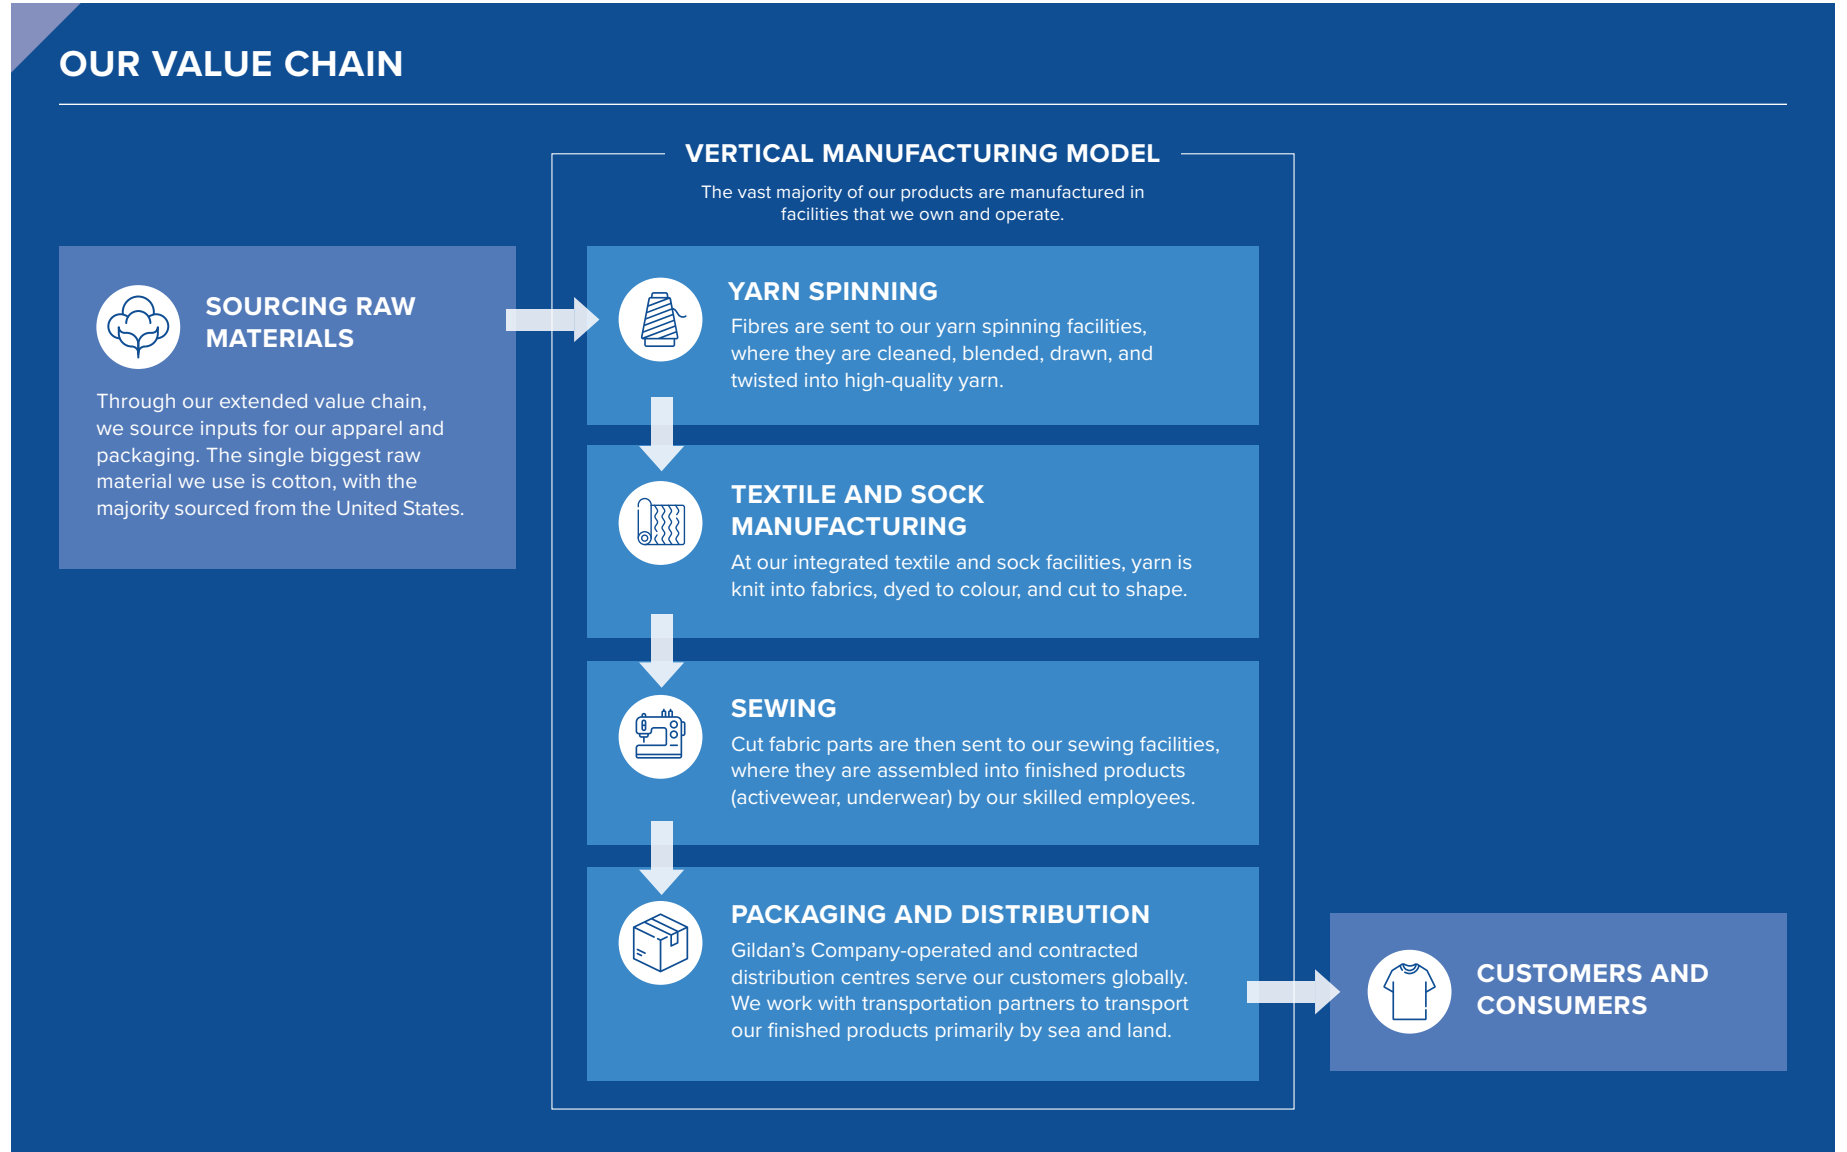 OUR VALUE CHAIN
VERTICAL MANUFACTURING MODEL
The vast majority of our products are manufactured in
facilities that we own and operate.
SOURCING RAW
MATERIALS
Through our extended value chain,
we source inputs for our apparel and
packaging. The single biggest raw
material we use is cotton, with the
majority sourced from the United States.
YARN SPINNING
Fibres are sent to our yarn spinning facilities,
where they are cleaned, blended, drawn, and
twisted into high-quality yarn.
TEXTILE AND SOCK
MANUFACTURING
At our integrated textile and sock facilities, yarn is
knit into fabrics, dyed to colour, and cut to shape.
SEWING
Cut fabric parts are then sent to our sewing facilities,
where they are assembled into finished products
(activewear, underwear) by our skilled employees.
PACKAGING AND DISTRIBUTION
Gildan’s Company-operated and contracted
distribution centres serve our customers globally.
We work with transportation partners to transport
our finished products primarily by sea and land.
CUSTOMERS AND
CONSUMERS